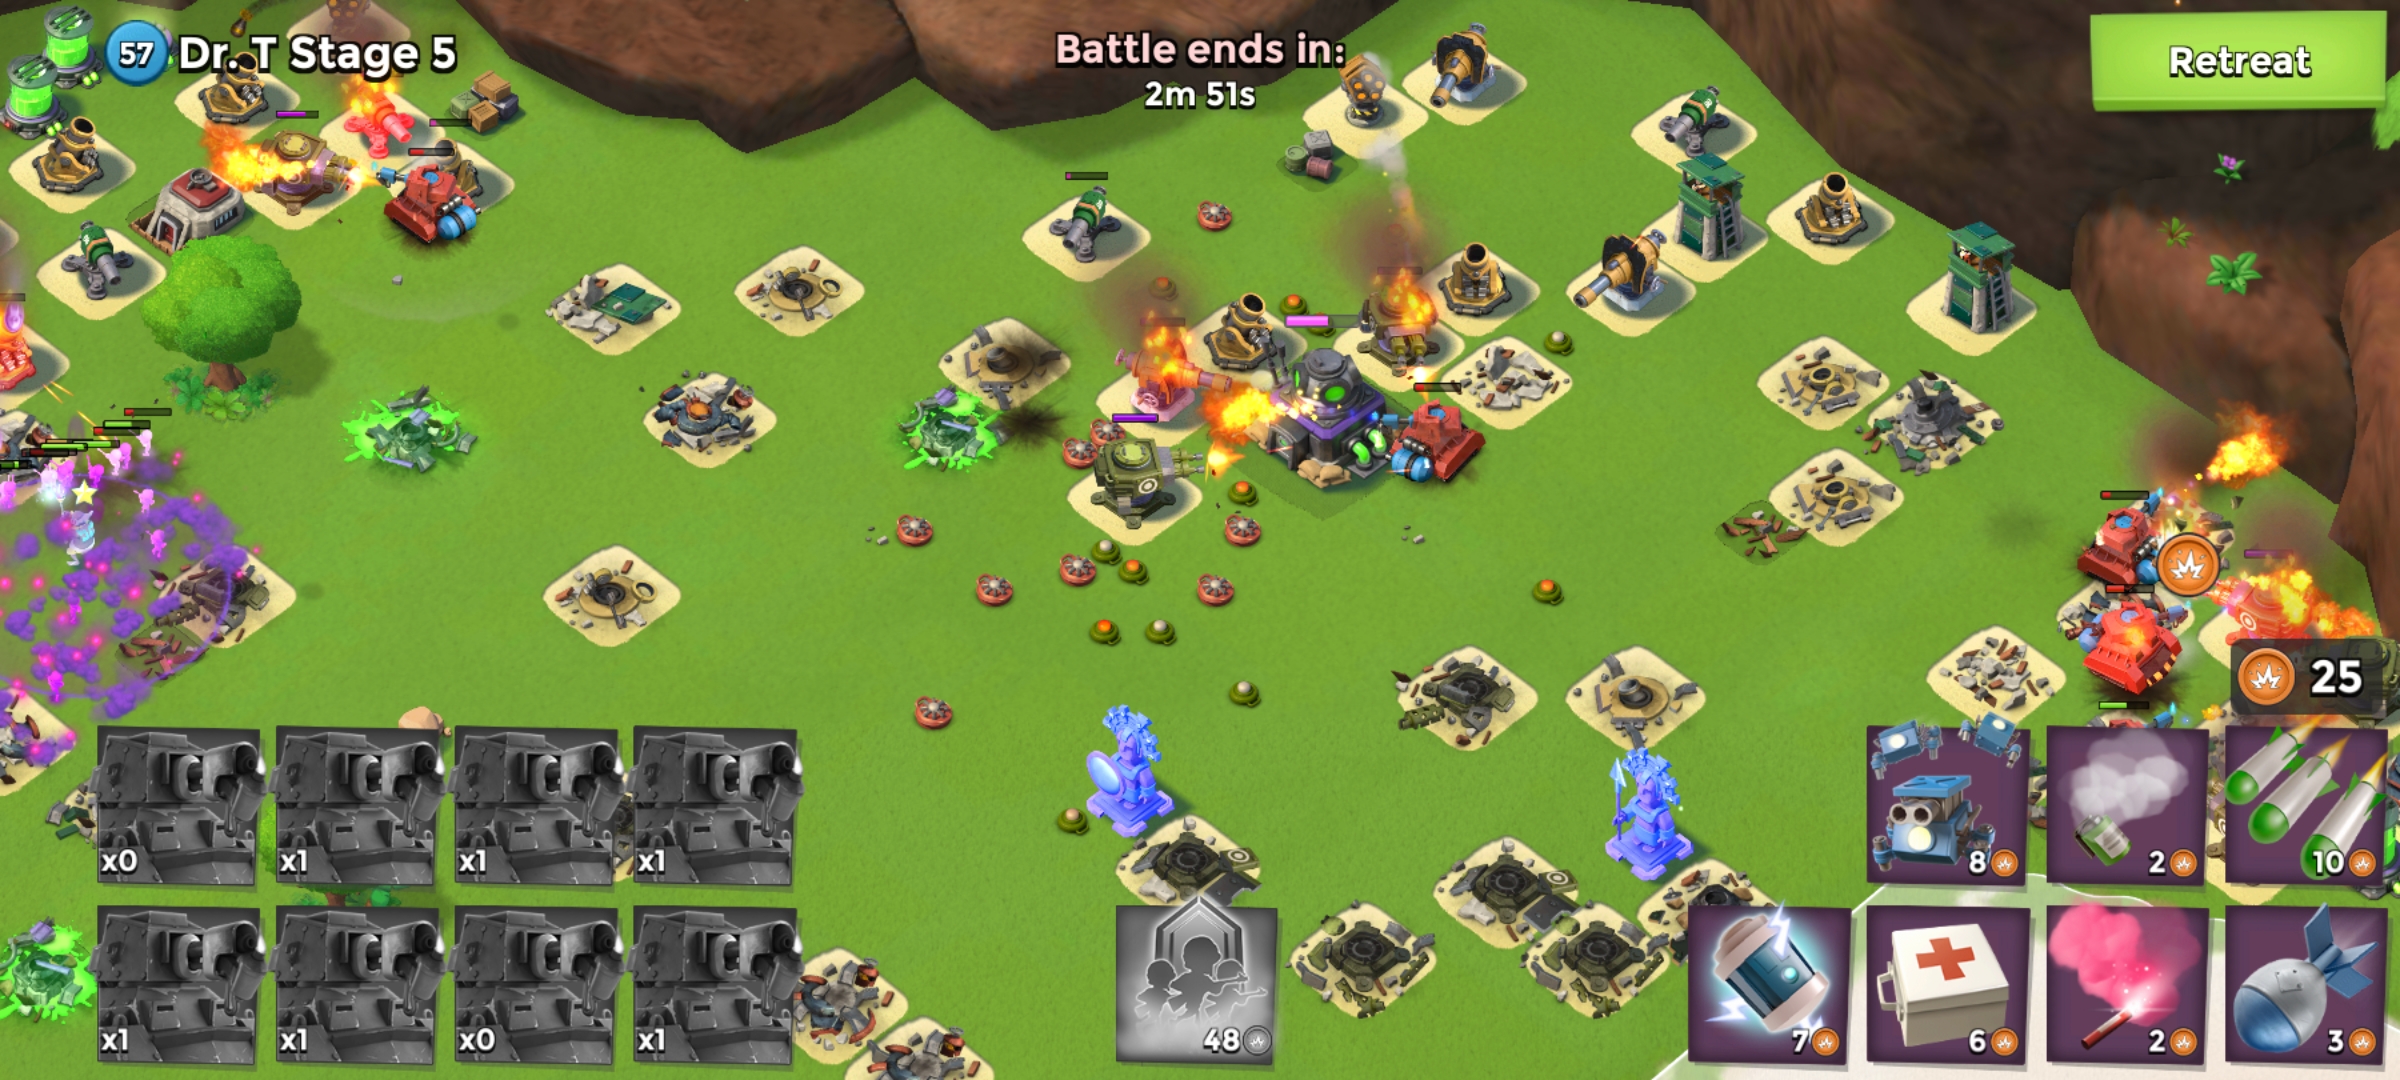 57 Dr. T Stage 5
Battle ends in:
2m 51s
Retreat
25
x0 x1 x1 x1
8 2 10
x1 x1 x0 x1
48 7 6 2 3